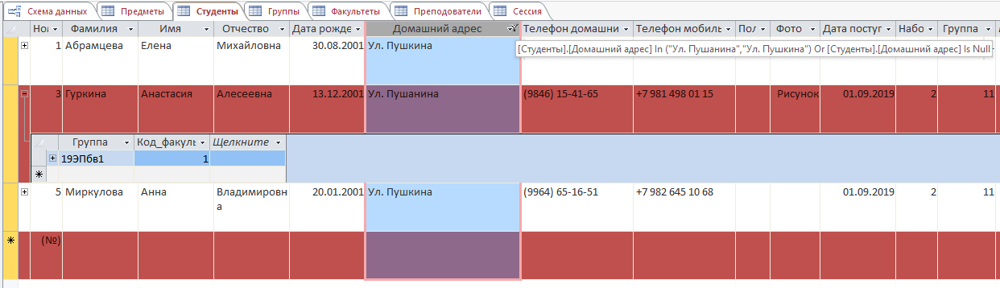 Схема данных Предметы Студенты Группы Факультеты Преподователи Сессия
Но Фамилия Имя Отчество Дата рожде Домашний адрес Телефон домашни Телефон мобиль Пол Фото Дата постуг Набо Группа
1 Абрамцева Елена Михайловна 30.08.2001 Ул. Пушкина
[Студенты].[Домашний адрес] In ("Ул. Пушанина","Ул. Пушкина") Or [Студенты].[Домашний адрес] Is Null
3 Гуркина Анастасия Алесеевна 13.12.2001 Ул. Пушанина (9846) 15-41-65 +7 981 498 01 15 Рисунок 01.09.2019 2 11
Группа Код_факуль Щелкните
19ЭПбв1 1
5 Миркулова Анна Владимировн 20.01.2001 Ул. Пушкина (9964) 65-16-51 +7 982 645 10 68 01.09.2019 2 11
а
(№)